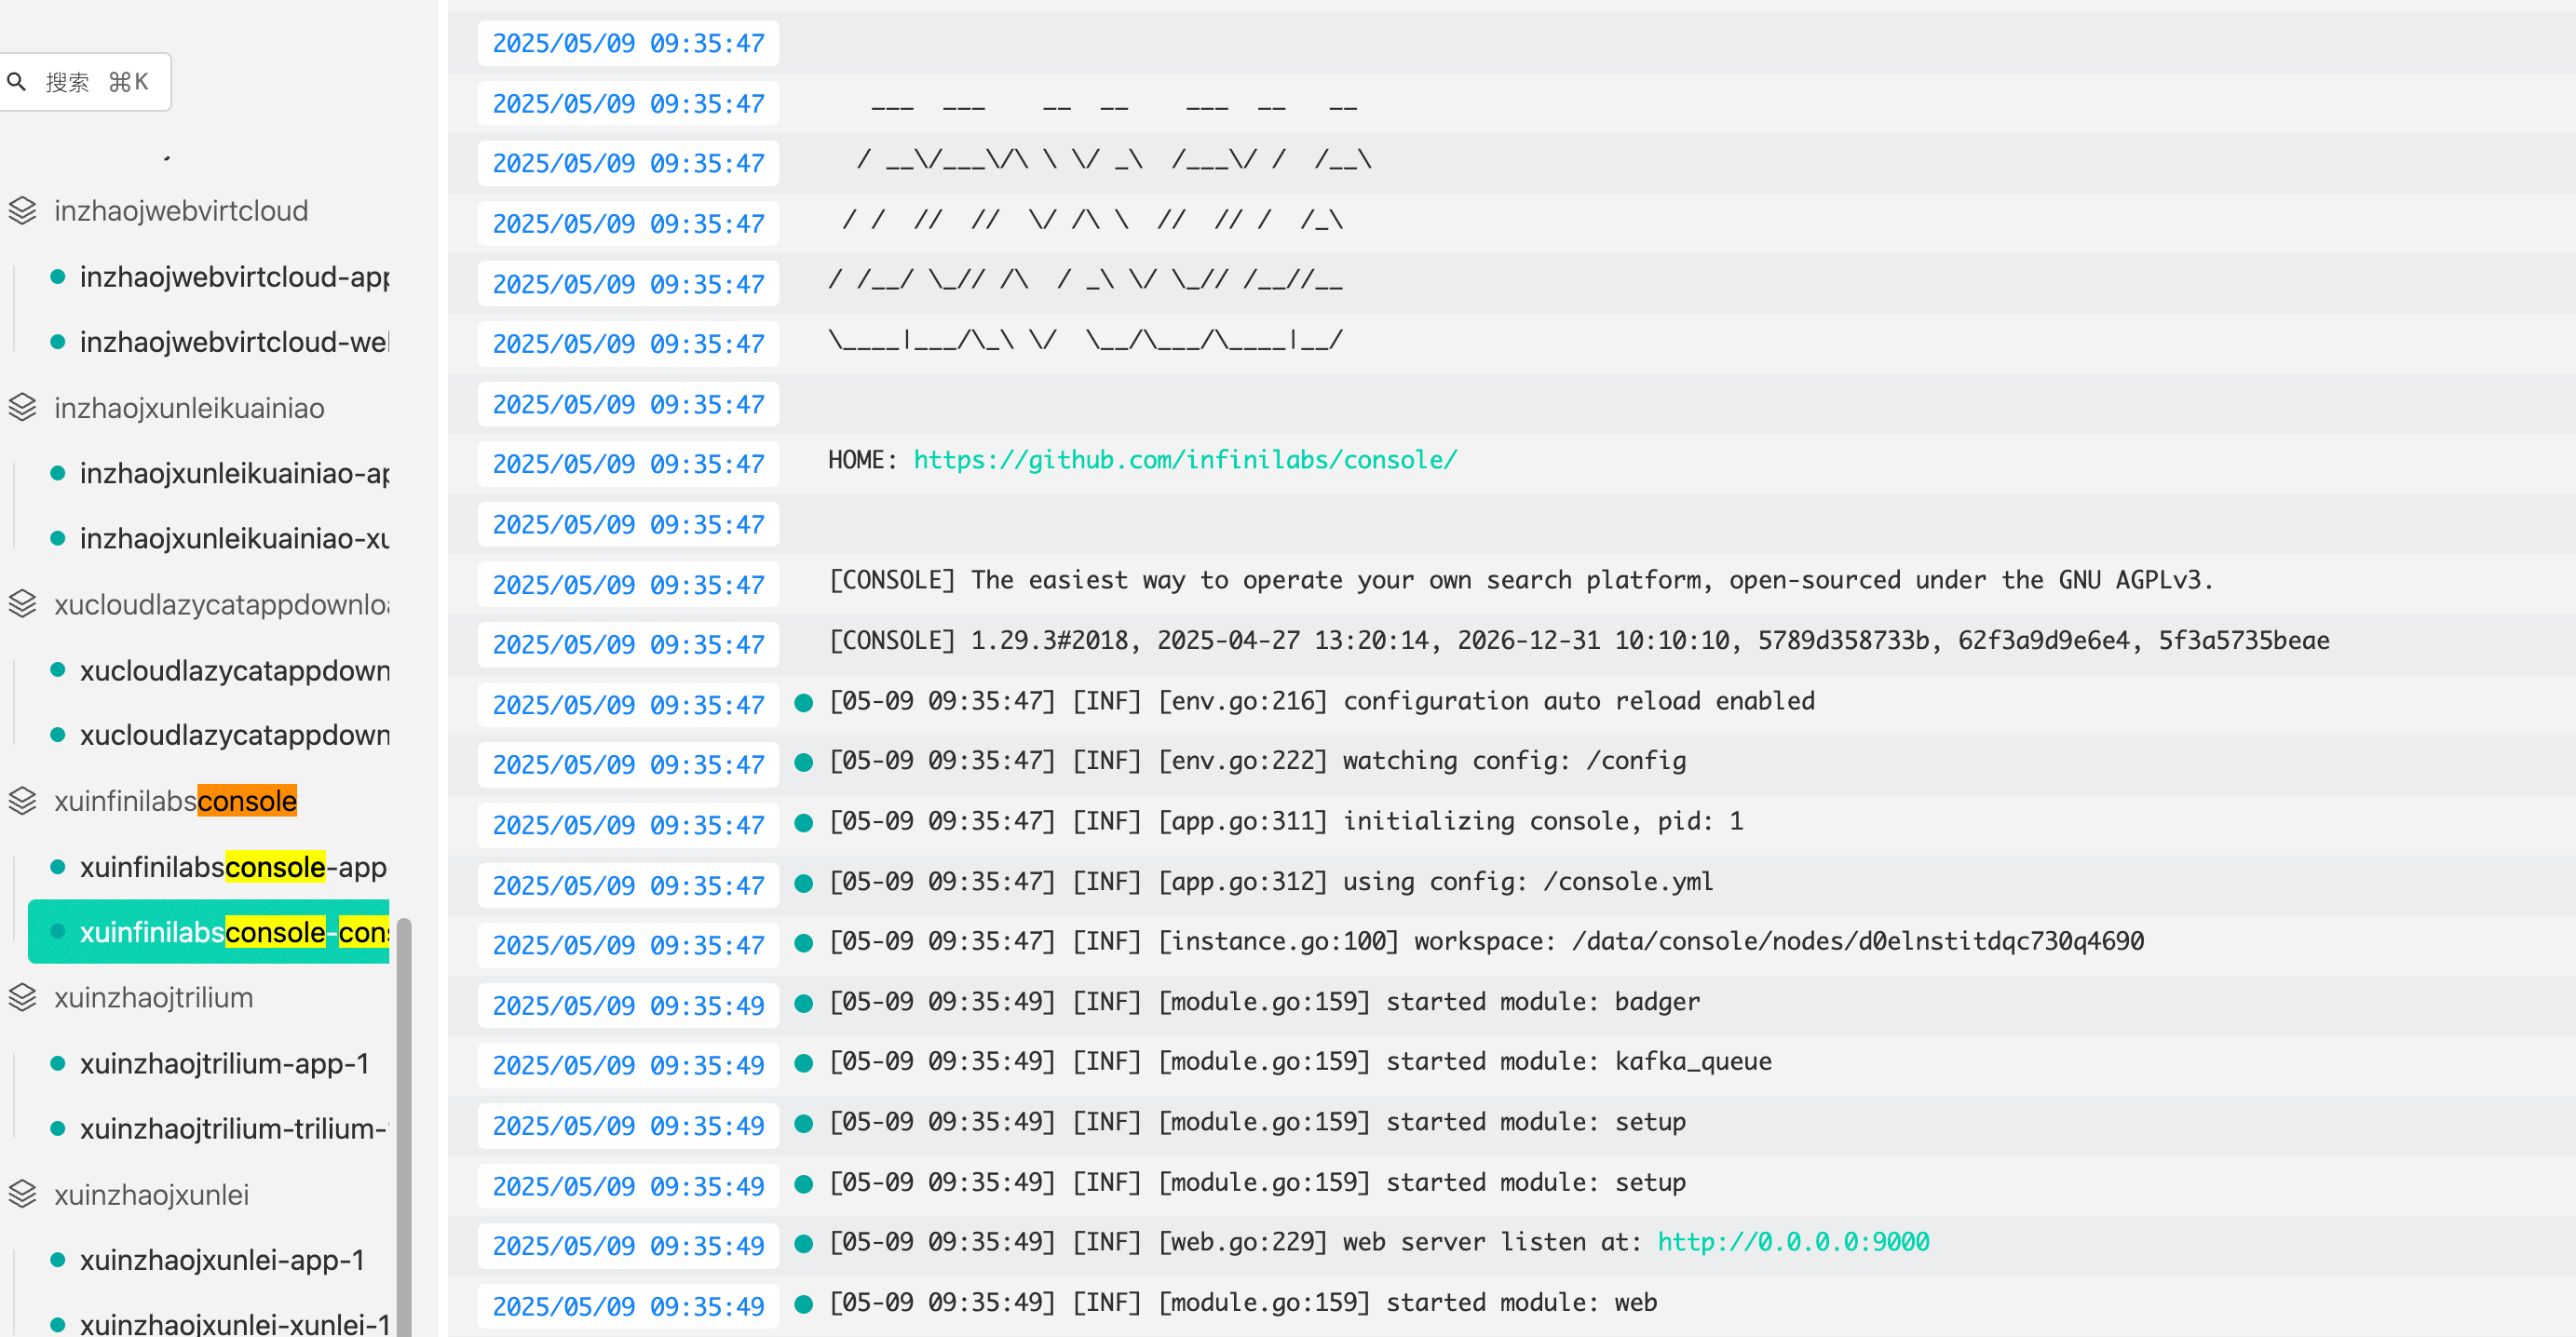 搜索 ⌘K
inzhaojwebvirtcloud
inzhaojwebvirtcloud-app
inzhaojwebvirtcloud-we
inzhaojxunleikuainiao
inzhaojxunleikuainiao-ap
inzhaojxunleikuainiao-xu
xucloudlazycatappdownloa
xucloudlazycatappdown
xucloudlazycatappdown
xuinfinilabsconsole
xuinfinilabsconsole-app
xuinfinilabsconsole-cons
xuinzhaojtrilium
xuinzhaojtrilium-app-1
xuinzhaojtrilium-trilium-
xuinzhaojxunlei
xuinzhaojxunlei-app-1
xuinzhaojxunlei-xunlei-1
2025/05/09 09:35:47
2025/05/09 09:35:47    ___  ___    __  __    ___  __   __
2025/05/09 09:35:47   / __\/___\/\ \ \/ _\  /___\/ /  /__\
2025/05/09 09:35:47  / /  //  //  \/ /\ \  //  // /  /_\
2025/05/09 09:35:47 / /__/ \_// /\  / _\ \/ \_// /__//__
2025/05/09 09:35:47 \____|___/\_\ \/  \__/\___/\____|__/
2025/05/09 09:35:47
2025/05/09 09:35:47 HOME: https://github.com/infinilabs/console/
2025/05/09 09:35:47
2025/05/09 09:35:47 [CONSOLE] The easiest way to operate your own search platform, open-sourced under the GNU AGPLv3.
2025/05/09 09:35:47 [CONSOLE] 1.29.3#2018, 2025-04-27 13:20:14, 2026-12-31 10:10:10, 5789d358733b, 62f3a9d9e6e4, 5f3a5735beae
2025/05/09 09:35:47 [05-09 09:35:47] [INF] [env.go:216] configuration auto reload enabled
2025/05/09 09:35:47 [05-09 09:35:47] [INF] [env.go:222] watching config: /config
2025/05/09 09:35:47 [05-09 09:35:47] [INF] [app.go:311] initializing console, pid: 1
2025/05/09 09:35:47 [05-09 09:35:47] [INF] [app.go:312] using config: /console.yml
2025/05/09 09:35:47 [05-09 09:35:47] [INF] [instance.go:100] workspace: /data/console/nodes/d0elnstitdqc730q4690
2025/05/09 09:35:49 [05-09 09:35:49] [INF] [module.go:159] started module: badger
2025/05/09 09:35:49 [05-09 09:35:49] [INF] [module.go:159] started module: kafka_queue
2025/05/09 09:35:49 [05-09 09:35:49] [INF] [module.go:159] started module: setup
2025/05/09 09:35:49 [05-09 09:35:49] [INF] [module.go:159] started module: setup
2025/05/09 09:35:49 [05-09 09:35:49] [INF] [web.go:229] web server listen at: http://0.0.0.0:9000
2025/05/09 09:35:49 [05-09 09:35:49] [INF] [module.go:159] started module: web